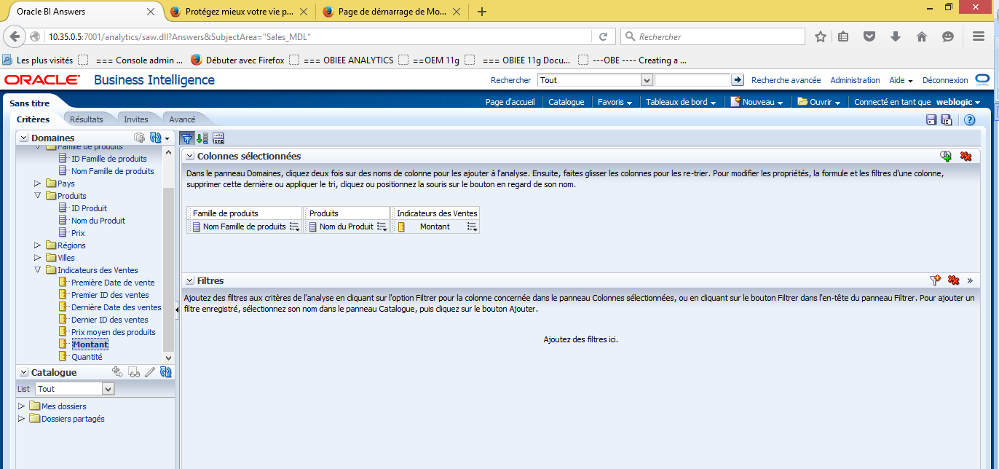 Oracle BI Answers
Protégez mieux votre vie p...
Page de démarrage de Mo...
10.35.0.5:7001/analytics/saw.dll?Answers&SubjectArea="Sales_MDL"
Rechercher
Les plus visités
=== Console admin ...
Débuter avec Firefox
=== OBIEE ANALYTICS
==OEM 11g
=== OBIEE 11g Docu...
---OBE ---- Creating a ...
ORACLE
Business Intelligence
Rechercher
Tout
Recherche avancée
Administration
Aide
Déconnexion
Sans titre
Page d'accueil
Catalogue
Favoris
Tableaux de bord
Nouveau
Ouvrir
Connecté en tant que weblogic
Critères
Résultats
Invites
Avancé
Domaines
Famille de produits
ID Famille de produits
Nom Famille de produits
Pays
Produits
ID Produit
Nom du Produit
Prix
Régions
Villes
Indicateurs des Ventes
Première Date de vente
Premier ID des ventes
Dernière Date des ventes
Dernier ID des ventes
Prix moyen des produits
Montant
Quantité
Catalogue
List
Tout
Mes dossiers
Dossiers partagés
XYZ
Colonnes sélectionnées
Dans le panneau Domaines, cliquez deux fois sur des noms de colonne pour les ajouter à l'analyse. Ensuite, faites glisser les colonnes pour les re-trier. Pour modifier les propriétés, la formule et les filtres d'une colonne,
supprimer cette dernière ou appliquer le tri, cliquez ou positionnez la souris sur le bouton en regard de son nom.
Famille de produits
Produits
Indicateurs des Ventes
Nom Famille de produits
Nom du Produit
Montant
Filtres
Ajoutez des filtres aux critères de l'analyse en cliquant sur l'option Filtrer pour la colonne concernée dans le panneau Colonnes sélectionnées, ou en cliquant sur le bouton Filtrer dans l'en-tête du panneau Filtrer. Pour ajouter un
filtre enregistré, sélectionnez son nom dans le panneau Catalogue, puis cliquez sur le bouton Ajouter.
Ajoutez des filtres ici.